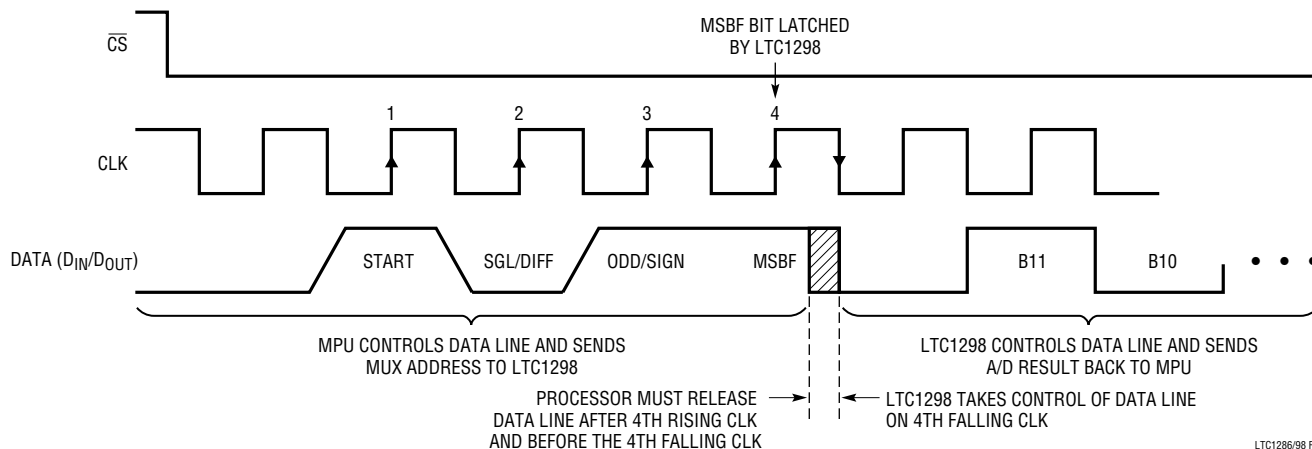 MSBF BIT LATCHED
BY LTC1298
CS
1 2 3 4
CLK
DATA (DIN/DOUT)
START SGL/DIFF ODD/SIGN MSBF B11 B10 • • •
MPU CONTROLS DATA LINE AND SENDS
MUX ADDRESS TO LTC1298
LTC1298 CONTROLS DATA LINE AND SENDS
A/D RESULT BACK TO MPU
PROCESSOR MUST RELEASE
DATA LINE AFTER 4TH RISING CLK
AND BEFORE THE 4TH FALLING CLK
LTC1298 TAKES CONTROL OF DATA LINE
ON 4TH FALLING CLK
LTC1286/98 F